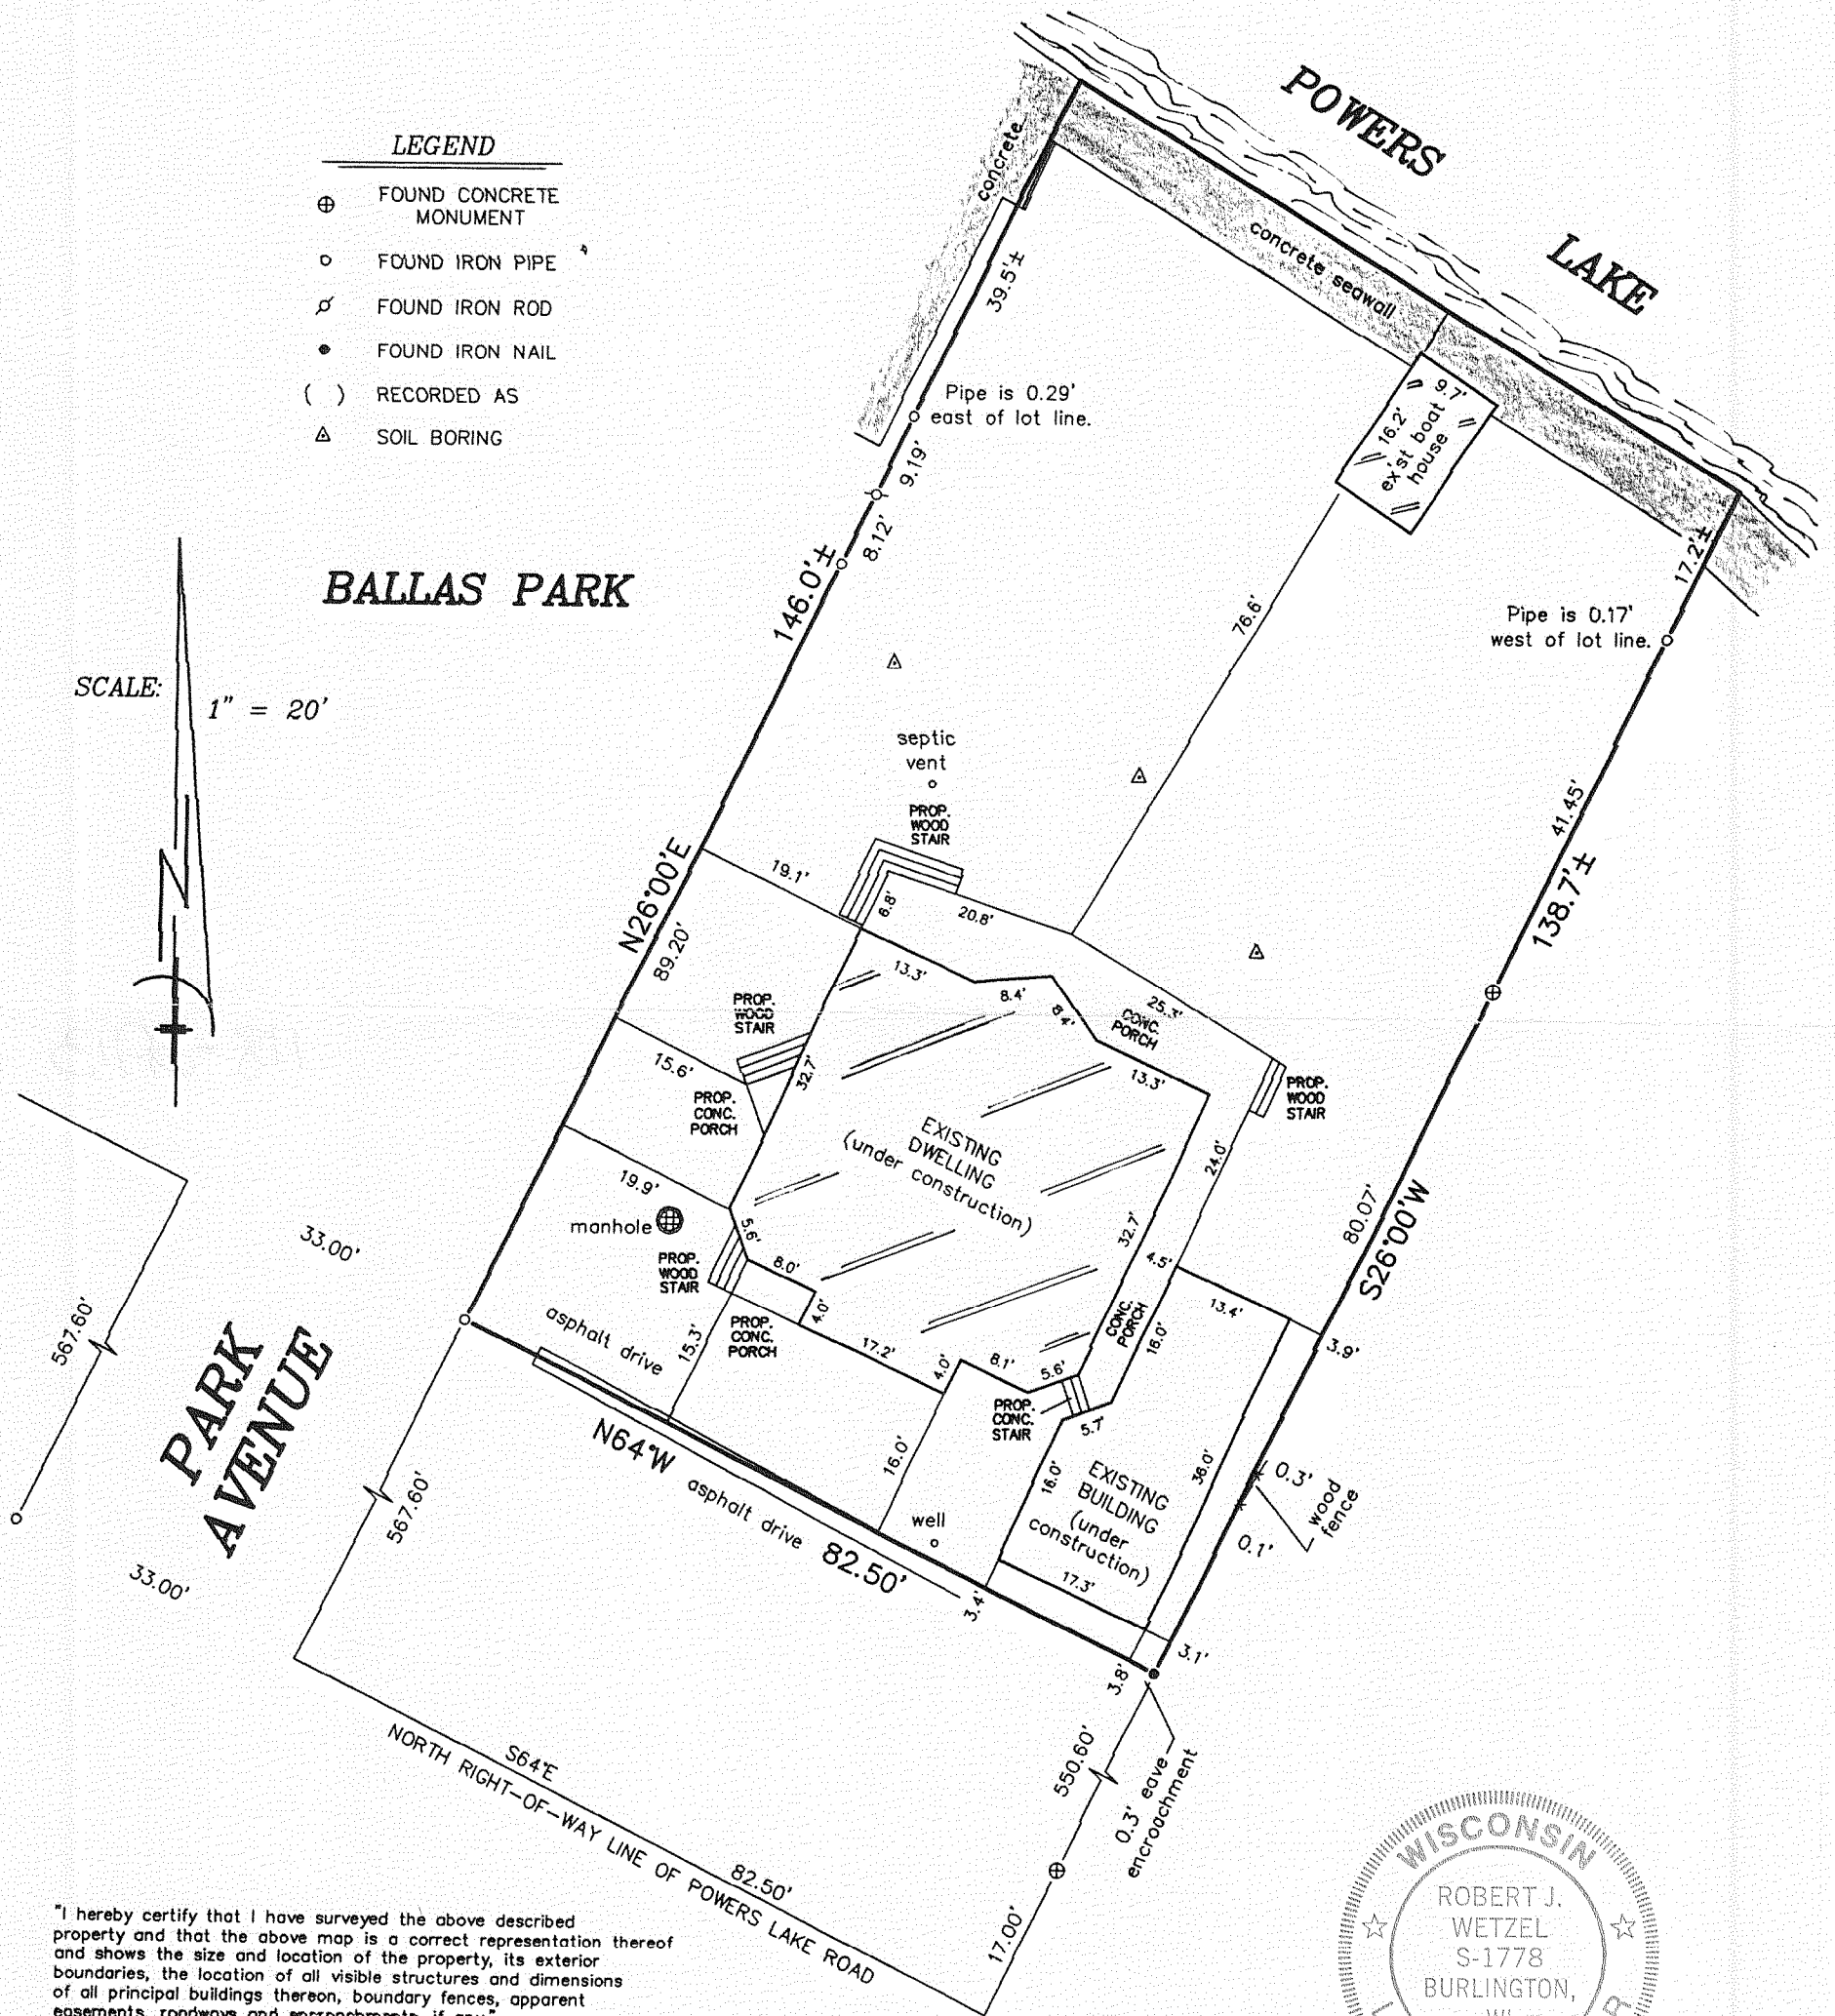 POWERS
LAKE
LEGEND
⊕ FOUND CONCRETE
MONUMENT
○ FOUND IRON PIPE
FOUND IRON ROD
● FOUND IRON NAIL
( ) RECORDED AS
SOIL BORING
BALLAS PARK
SCALE:
1" = 20'
N
concrete
concrete seawall
39.5'±
Pipe is 0.29'
east of lot line.
9.19'
8.12'
146.0'±
9.7'
16.2'
ex'st boat
house
17.2'±
Pipe is 0.17'
west of lot line.
76.6'
41.45'
138.7'±
septic
vent
PROP.
WOOD
STAIR
19.1'
6.8'
20.8'
N26°00'E
89.20'
13.3'
8.4'
8.4'
25.3'
CONC.
PORCH
13.3'
PROP.
WOOD
STAIR
PROP.
WOOD
STAIR
15.6'
32.7'
PROP.
CONC.
PORCH
EXISTING
DWELLING
(under construction)
24.0'
32.7'
80.07'
S26°00'W
19.9'
manhole
5.6'
8.0'
PROP.
WOOD
STAIR
4.0'
4.5'
13.4'
3.9'
CONC.
PORCH
16.0'
asphalt drive
15.3'
PROP.
CONC.
PORCH
17.2'
4.0'
8.1'
5.6'
PROP.
CONC.
STAIR
5.7'
33.00'
567.60'
PARK
AVENUE
33.00'
567.60'
N64°W
asphalt drive
82.50'
16.0'
well
16.0'
EXISTING
BUILDING
(under
construction)
36.0'
17.3'
0.3'
wood
fence
0.1'
3.4'
3.1'
3.8'
550.60'
0.3' eave
encroachment
17.00'
S64°E
82.50'
NORTH RIGHT-OF-WAY LINE OF POWERS LAKE ROAD
"I hereby certify that I have surveyed the above described
property and that the above map is a correct representation thereof
and shows the size and location of the property, its exterior
boundaries, the location of all visible structures and dimensions
of all principal buildings thereon, boundary fences, apparent
easements, roadways and encroachments, if any."
WISCONSIN
ROBERT J.
WETZEL
S-1778
BURLINGTON,
WI